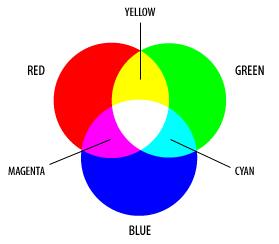 YELLOW
RED
GREEN
MAGENTA
CYAN
BLUE